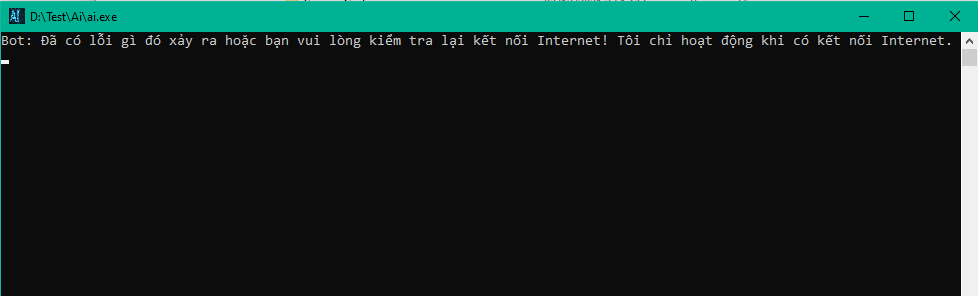 D:\Test\Ai\ai.exe
Bot: Đã có lỗi gì đó xảy ra hoặc bạn vui lòng kiểm tra lại kết nối Internet! Tôi chỉ hoạt động khi có kết nối Internet.